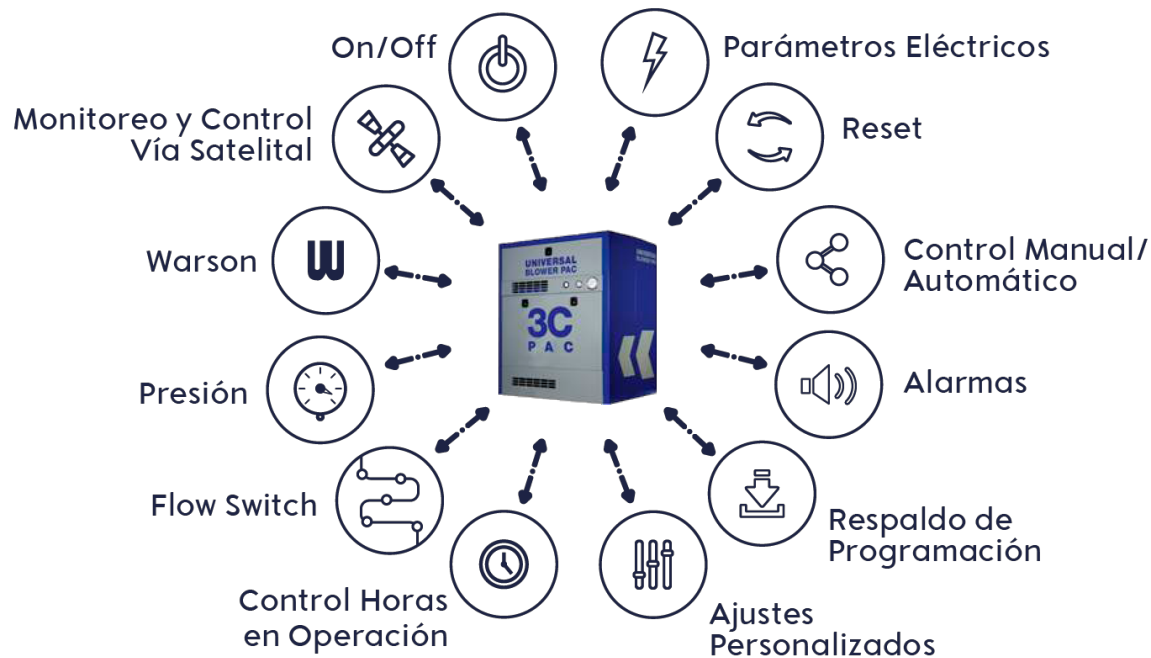 On/Off
Parámetros Eléctricos
Monitoreo y Control
Vía Satelital
Reset
Warson
Control Manual/
Automático
UNIVERSAL
BLOWER PAC
3C
PAC
Presión
Alarmas
Flow Switch
Respaldo de
Programación
Control Horas
en Operación
Ajustes
Personalizados